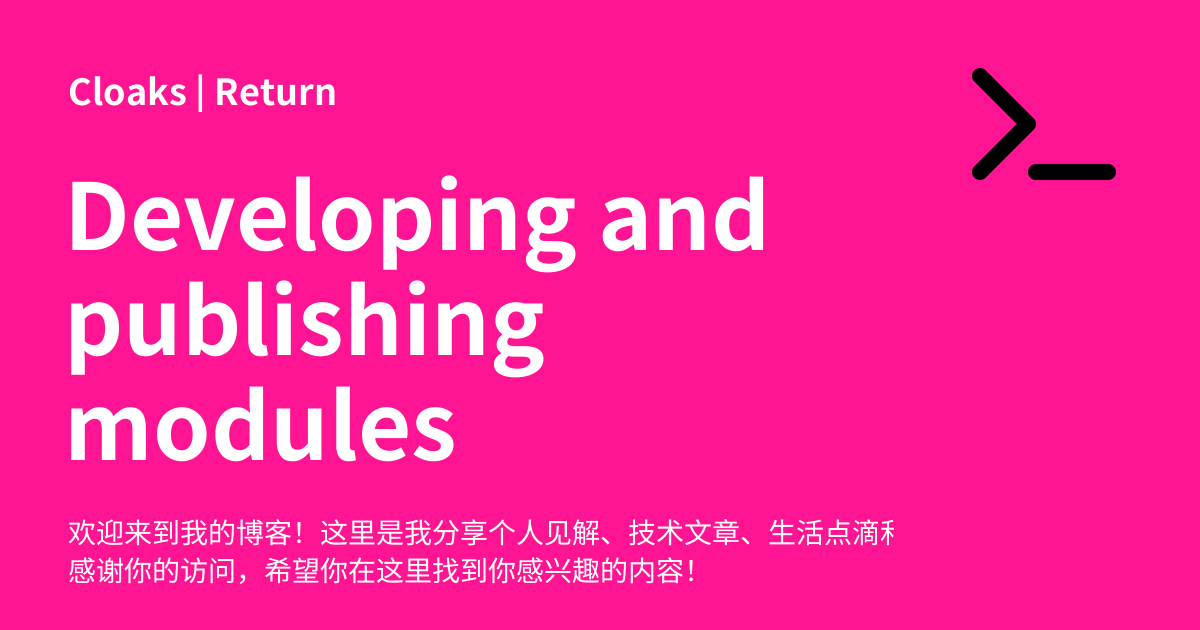 Cloaks | Return
Developing and
publishing
modules
欢迎来到我的博客！这里是我分享个人见解、技术文章、生活点滴
感谢你的访问，希望你在这里找到你感兴趣的内容！